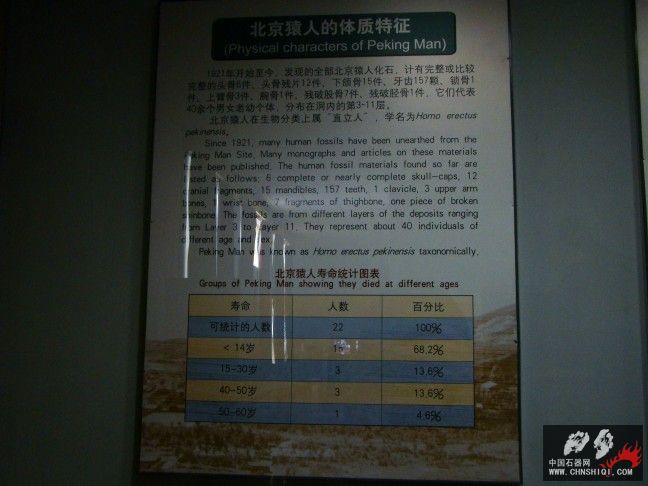 北京猿人的体质特征
(Physical characters of Peking Man)
1921年开始至今，发现的全部北京猿人化石，计有完整或比较
完整的头骨6件、头骨残片12件、下颌骨15件、牙齿157颗、锁骨1
件、上臂骨3件、腕骨1件、残破股骨7件、残破胫骨1件，它们代表
40余个男女老幼个体，分布在洞内的第3-11层。
北京猿人在生物分类上属“直立人”，学名为Homo erectus
pekinensis。
Since 1921, many human fossils have been unearthed from the
Peking Man Site. Many monographs and articles on these materials
have been published. The human fossil materials found so far are
listed as follows: 6 complete or nearly complete skull-caps, 12
cranial fragments, 15 mandibles, 157 teeth, 1 clavicle, 3 upper arm
bones, 1 wrist bone, 7 fragments of thighbone, one piece of broken
shinbone. The fossils are from different layers of the deposits ranging
from Layer 3 to Layer 11. They represent about 40 individuals of
different age and sex.
Peking Man was known as Homo erectus pekinensis taxonomically.
北京猿人寿命统计图表
Groups of Peking Man showing they died at different ages
寿命 人数 百分比
可统计的人数 22 100%
< 14岁 15 68.2%
15-30岁 3 13.6%
40-50岁 3 13.6%
50-60岁 1 4.6%
中国石器网
WWW.CHNSHIQI.COM